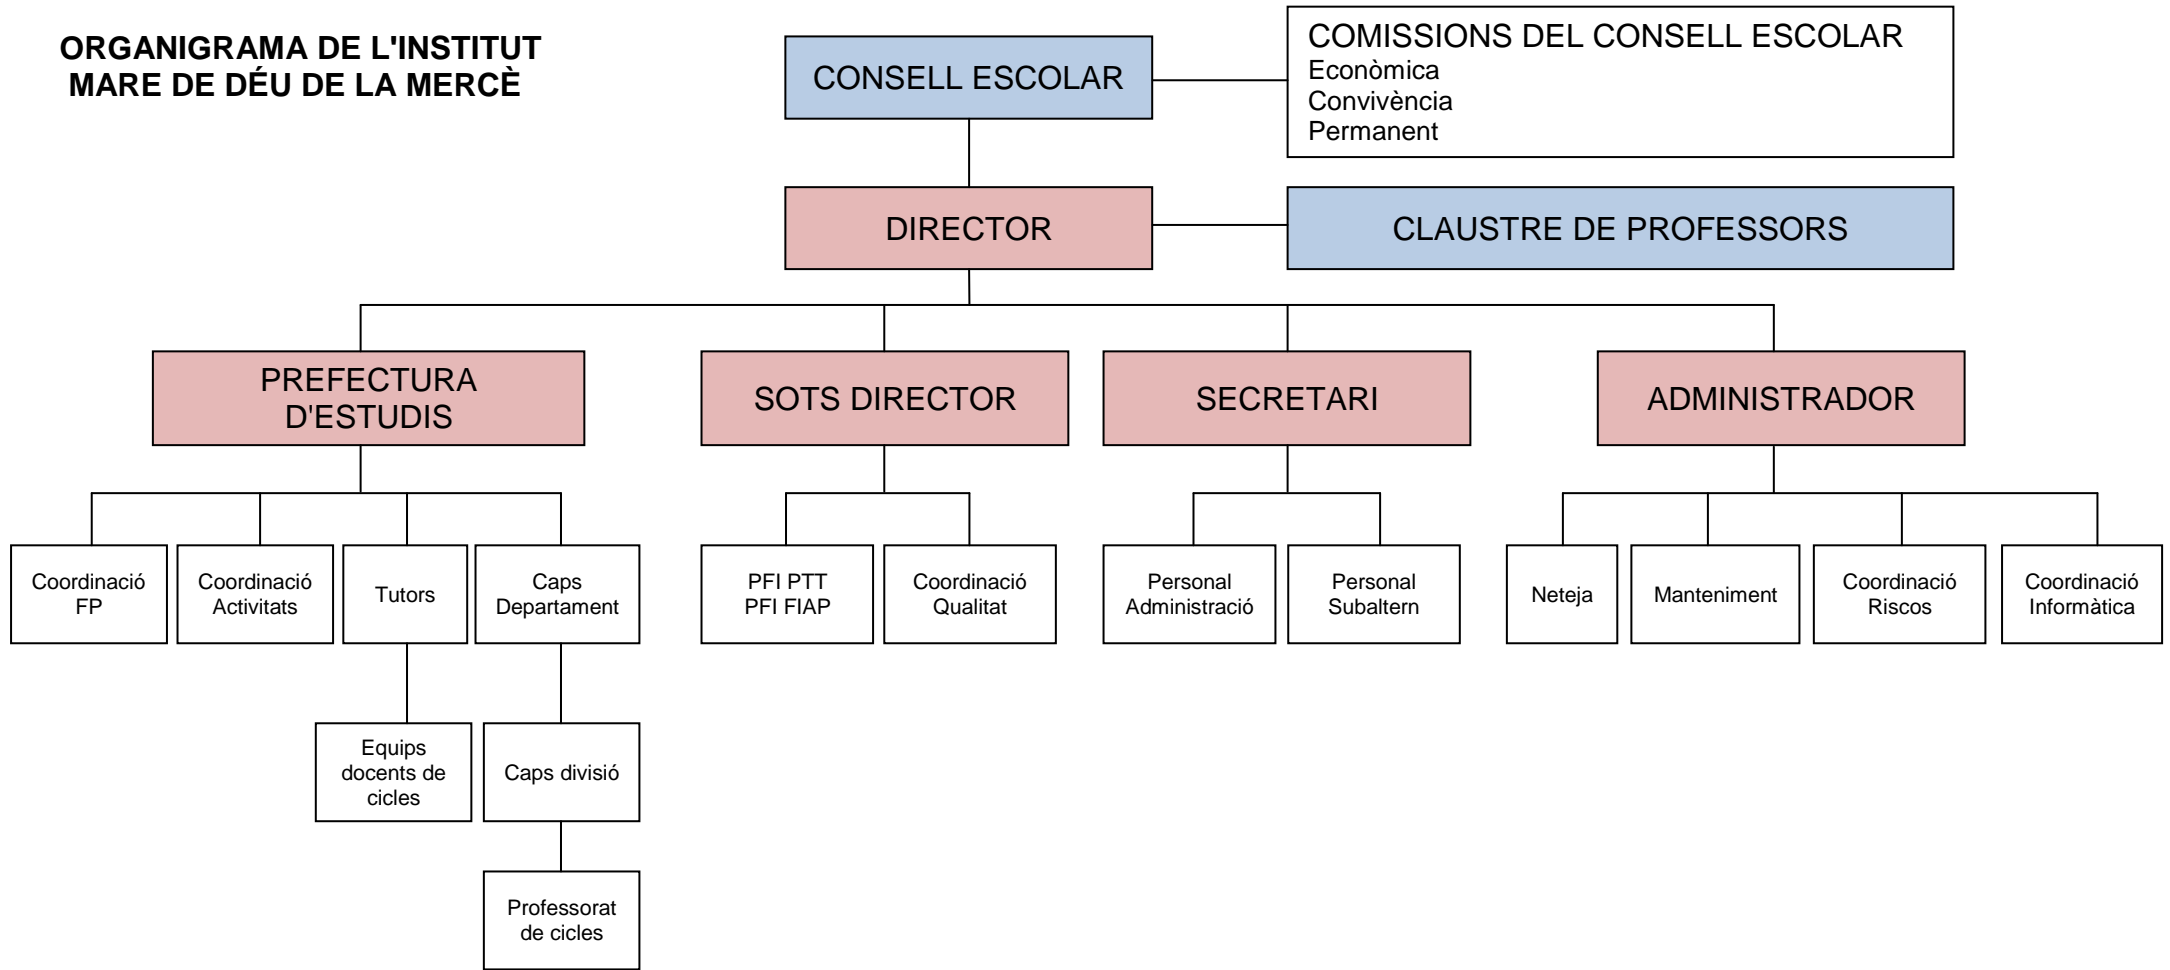 ORGANIGRAMA DE L'INSTITUT
MARE DE DÉU DE LA MERCÈ
CONSELL ESCOLAR
COMISSIONS DEL CONSELL ESCOLAR
Econòmica
Convivència
Permanent
DIRECTOR
CLAUSTRE DE PROFESSORS
PREFECTURA
D'ESTUDIS
SOTS DIRECTOR
SECRETARI
ADMINISTRADOR
Coordinació
FP
Coordinació
Activitats
Tutors
Caps
Departament
PFI PTT
PFI FIAP
Coordinació
Qualitat
Personal
Administració
Personal
Subaltern
Neteja
Manteniment
Coordinació
Riscos
Coordinació
Informàtica
Equips
docents de
cicles
Caps divisió
Professorat
de cicles